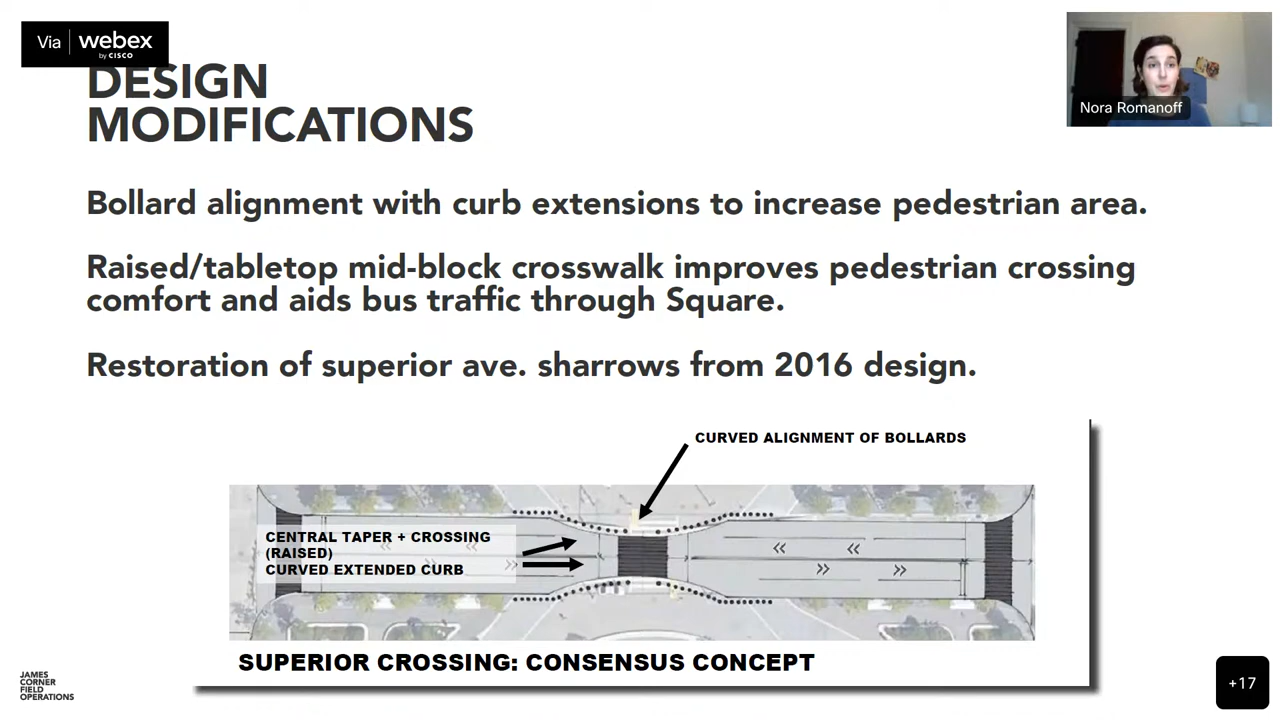 Via webex
by CISCO
DESIGN
MODIFICATIONS
Nora Romanoff
Bollard alignment with curb extensions to increase pedestrian area.
Raised/tabletop mid-block crosswalk improves pedestrian crossing
comfort and aids bus traffic through Square.
Restoration of superior ave. sharrows from 2016 design.
CURVED ALIGNMENT OF BOLLARDS
CENTRAL TAPER + CROSSING
(RAISED)
CURVED EXTENDED CURB
SUPERIOR CROSSING: CONSENSUS CONCEPT
JAMES
CORNER
FIELD
OPERATIONS
+17